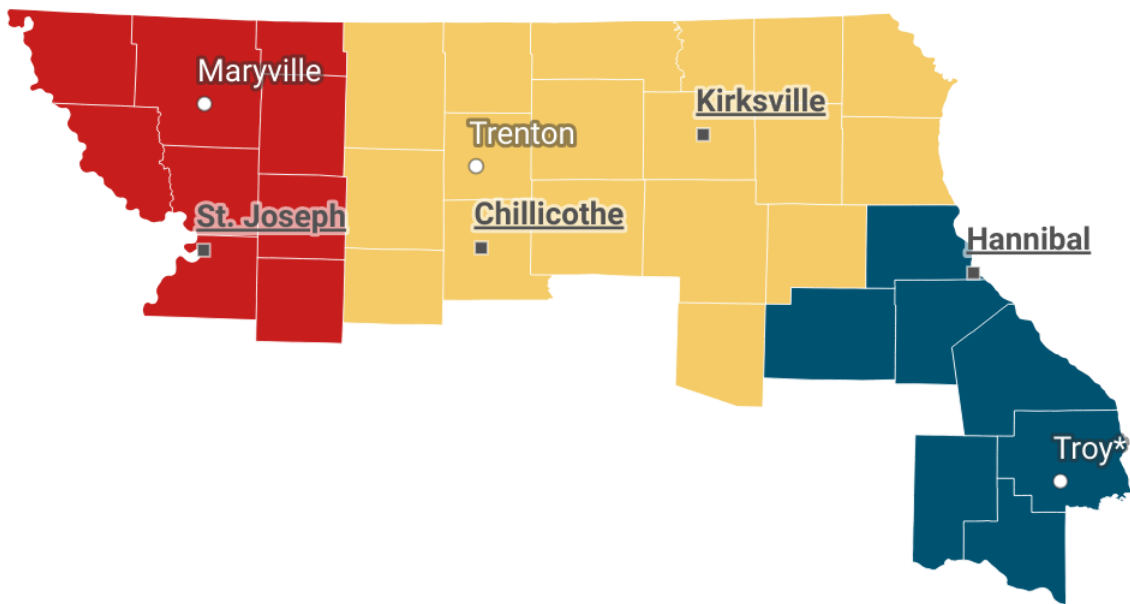 Maryville
Kirksville
Trenton
St. Joseph
Chillicothe
Hannibal
Troy*